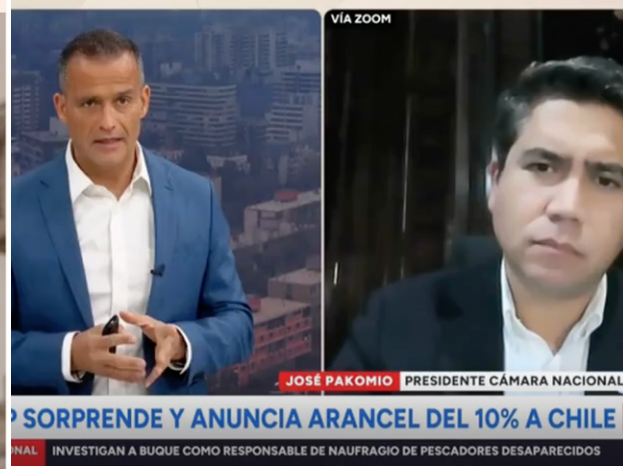 VÍA ZOOM
JOSÉ PAKOMIO PRESIDENTE CÁMARA NACIONAL
P SORPRENDE Y ANUNCIA ARANCEL DEL 10% A CHILE
NAL INVESTIGAN A BUQUE COMO RESPONSABLE DE NAUFRAGIO DE PESCADORES DESAPARECIDOS